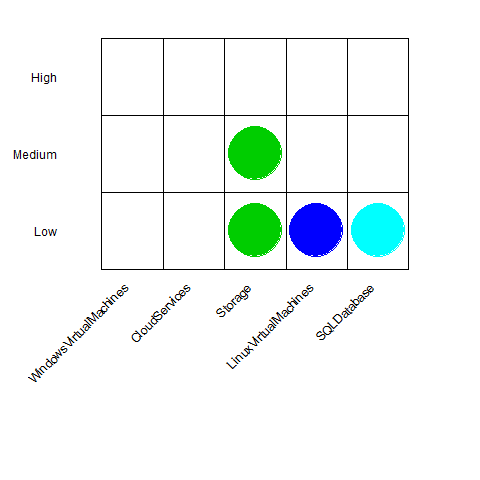 High
Medium
Low
WindowsVirtualMachines
CloudServices
Storage
LinuxVirtualMachines
SQLDatabase